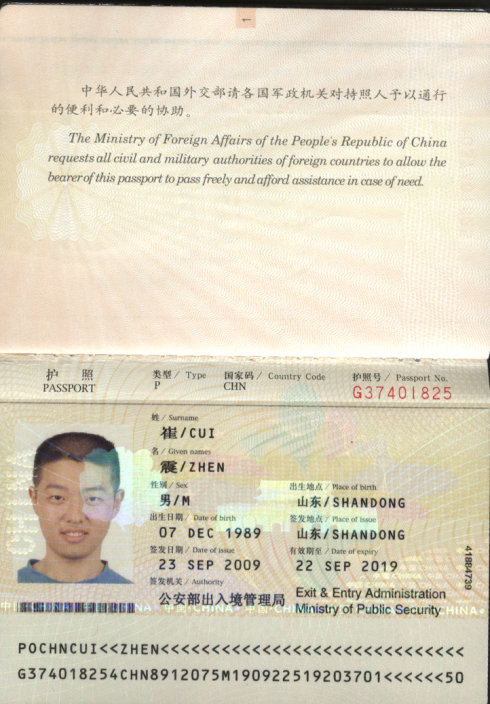 1
中华人民共和国外交部请各国军政机关对持照人予以通行
的便利和必要的协助。
The Ministry of Foreign Affairs of the People's Republic of China
requests all civil and military authorities of foreign countries to allow the
bearer of this passport to pass freely and afford assistance in case of need.
护照
PASSPORT
类型 / Type
P
国家码 / Country Code
CHN
护照号 / Passport No.
G37401825
姓 / Surname
崔/CUI
名 / Given names
震/ZHEN
性别 / Sex
男/M
出生地点 / Place of birth
山东/SHANDONG
出生日期 / Date of birth
07 DEC 1989
签发地点 / Place of issue
山东/SHANDONG
签发日期 / Date of issue
23 SEP 2009
有效期至 / Date of expiry
22 SEP 2019
签发机关 / Authority
公安部出入境管理局
Exit & Entry Administration
Ministry of Public Security
41884739
POCHNCUI<<ZHEN<<<<<<<<<<<<<<<<<<<<<<<<<<<<<<
G374018254CHN8912075M190922519203701<<<<<<50